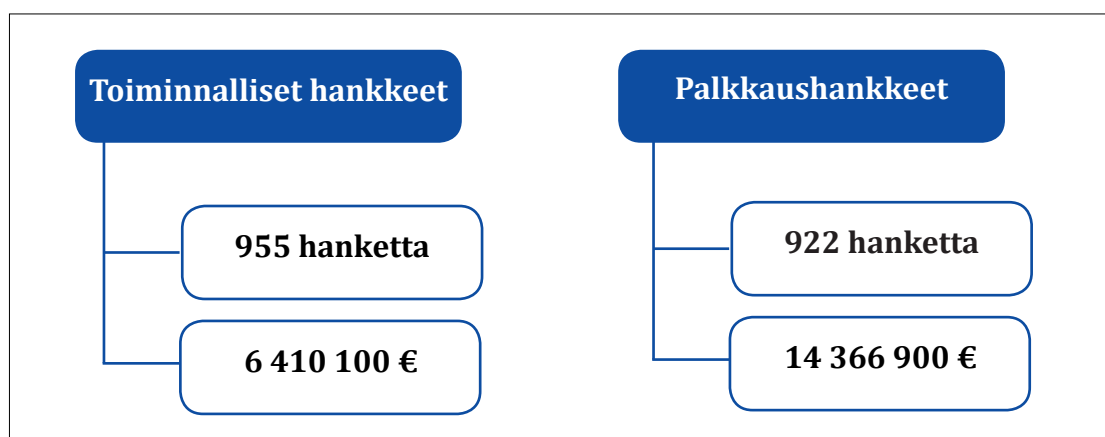 Toiminnalliset hankkeet
955 hanketta
6 410 100 €
Palkkaushankkeet
922 hanketta
14 366 900 €